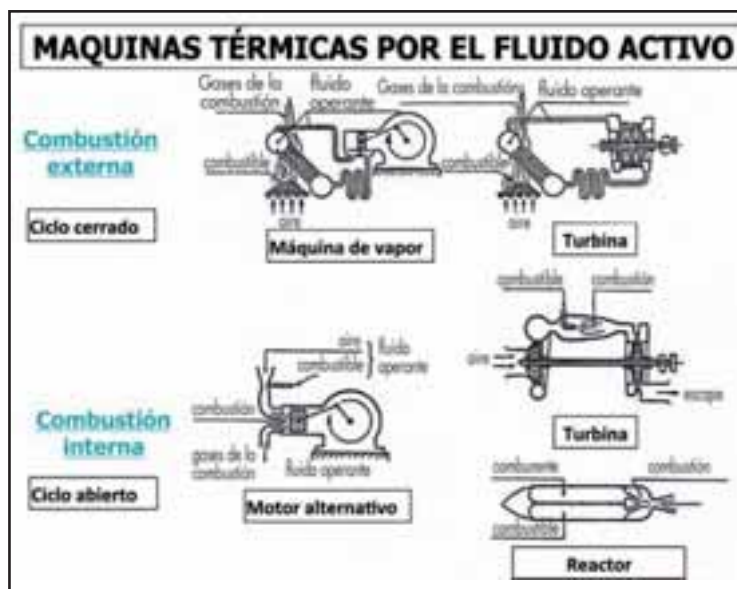 MAQUINAS TÉRMICAS POR EL FLUIDO ACTIVO
Gases de la
combustión
fluido
operante
Gases de la combustión
fluido operante
Combustión
externa
combustible
combustible
Ciclo cerrado
aire
aire
Máquina de vapor
Turbina
combustible
combustión
aire
combustible
fluido
operante
aire
escape
Combustión
interna
combustión
gases de la
combustión
fluido operante
Turbina
Ciclo abierto
Motor alternativo
comburente
combustión
combustible
Reactor